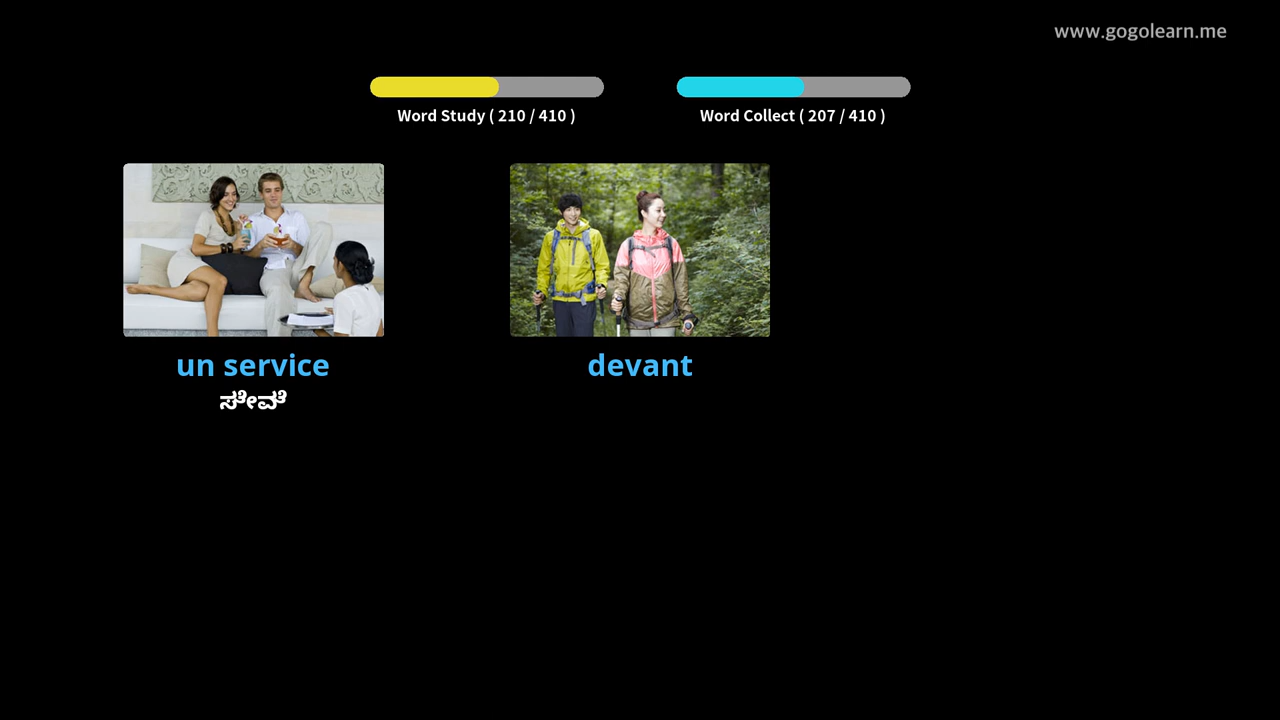 www.gogolearn.me
Word Study ( 210 / 410 )
Word Collect ( 207 / 410 )
un service
devant
ಸೇವೆ